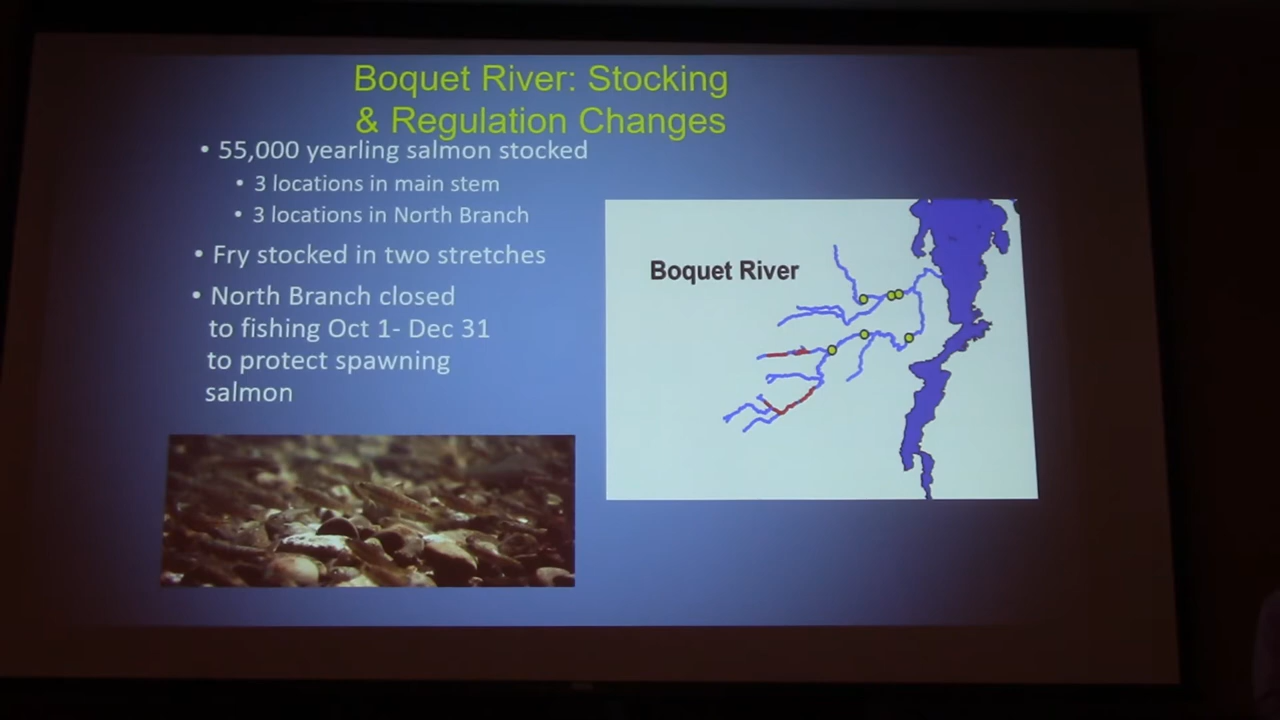 Boquet River: Stocking
& Regulation Changes
• 55,000 yearling salmon stocked
• 3 locations in main stem
• 3 locations in North Branch
• Fry stocked in two stretches
• North Branch closed
to fishing Oct 1- Dec 31
to protect spawning
salmon
Boquet River